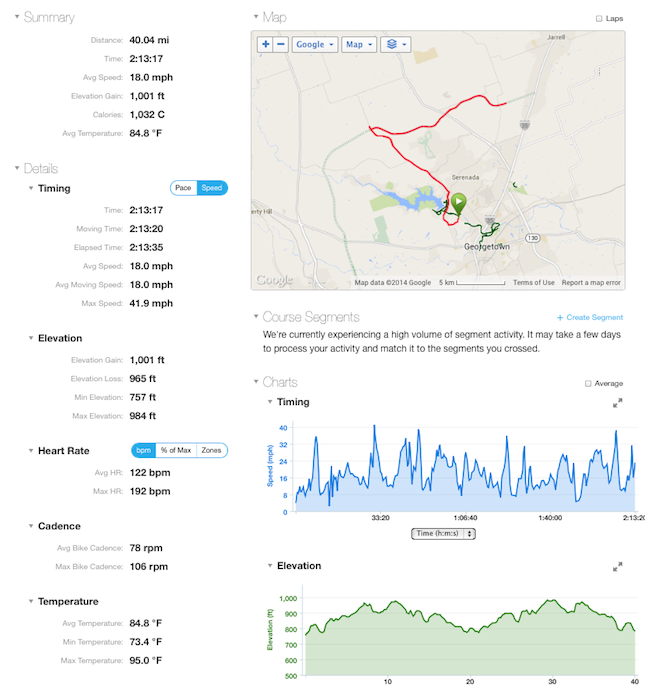 Summary
Distance: 40.04 mi
Time: 2:13:17
Avg Speed: 18.0 mph
Elevation Gain: 1,001 ft
Calories: 1,032 C
Avg Temperature: 84.8 °F
Details
Timing
Pace Speed
Time: 2:13:17
Moving Time: 2:13:20
Elapsed Time: 2:13:35
Avg Speed: 18.0 mph
Avg Moving Speed: 18.0 mph
Max Speed: 41.9 mph
Elevation
Elevation Gain: 1,001 ft
Elevation Loss: 965 ft
Min Elevation: 757 ft
Max Elevation: 984 ft
Heart Rate
bpm % of Max Zones
Avg HR: 122 bpm
Max HR: 192 bpm
Cadence
Avg Bike Cadence: 78 rpm
Max Bike Cadence: 106 rpm
Temperature
Avg Temperature: 84.8 °F
Min Temperature: 73.4 °F
Max Temperature: 95.0 °F
Map
Laps
+ − Google Map
Jarrell
Serenada
erty Hill
130
Georgetown
Google
Map data ©2014 Google 5 km Terms of Use Report a map error
Course Segments
+ Create Segment
We're currently experiencing a high volume of segment activity. It may take a few days
to process your activity and match it to the segments you crossed.
Charts
Average
Timing
Speed (mph)
40
32
24
16
8
0
33:20 1:06:40 1:40:00 2:13:20
Time (h:m:s)
Elevation
Elevation (ft)
1,000
900
800
700
600
500
10 20 30 40